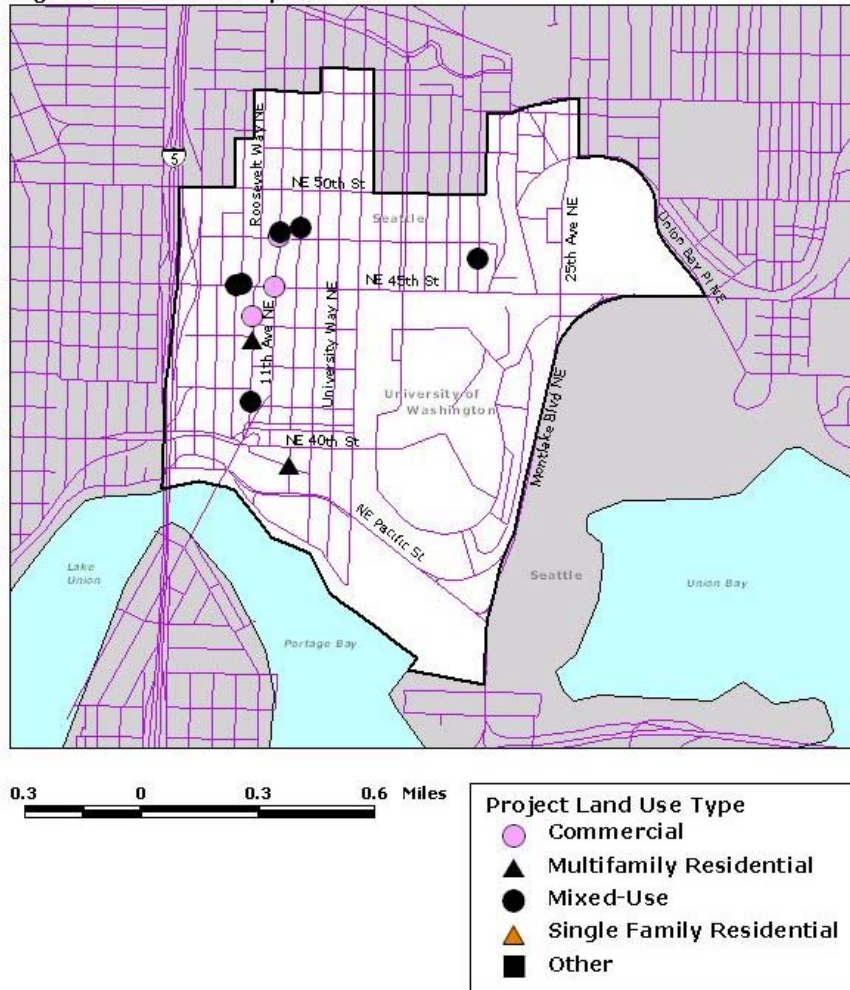 5
Roosevelt Way NE
NE 50th St
Seattle
25th Ave NE
Union Bay Pl NE
NE 45th St
11th Ave NE
University Way NE
University of
Washington
Montlake Blvd NE
NE 40th St
NE Pacific St
Lake
Union
Seattle
Union Bay
Portage Bay
0.3 0 0.3 0.6 Miles
Project Land Use Type
Commercial
Multifamily Residential
Mixed-Use
Single Family Residential
Other